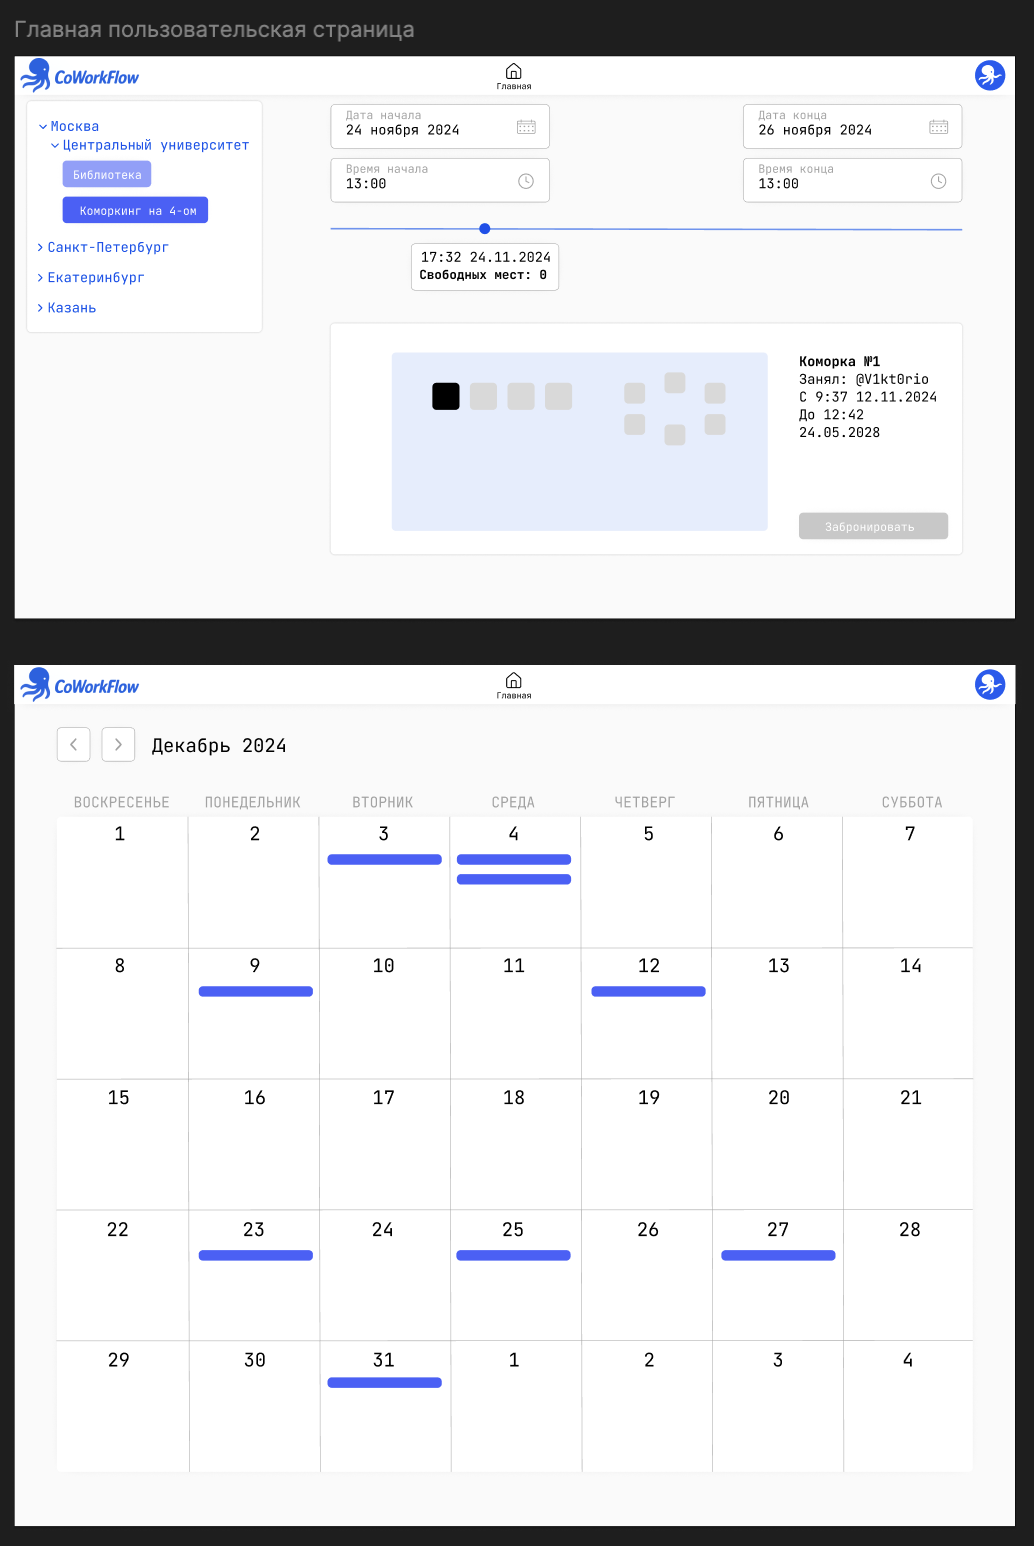 Главная пользовательская страница
CoWorkFlow
Главная
Москва
Центральный университет
Библиотека
Коморкинг на 4-ом
Санкт-Петербург
Екатеринбург
Казань
Дата начала
24 ноября 2024
Дата конца
26 ноября 2024
Время начала
13:00
Время конца
13:00
17:32 24.11.2024
Свободных мест: 0
Коморка №1
Занял: @V1kt0rio
С 9:37 12.11.2024
До 12:42
24.05.2028
Забронировать
CoWorkFlow
Главная
Декабрь 2024
ВОСКРЕСЕНЬЕ ПОНЕДЕЛЬНИК ВТОРНИК СРЕДА ЧЕТВЕРГ ПЯТНИЦА СУББОТА
1 2 3 4 5 6 7
8 9 10 11 12 13 14
15 16 17 18 19 20 21
22 23 24 25 26 27 28
29 30 31 1 2 3 4